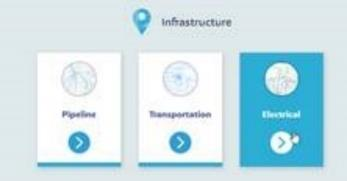 Infrastructure
Pipeline
Transportation
Electrical